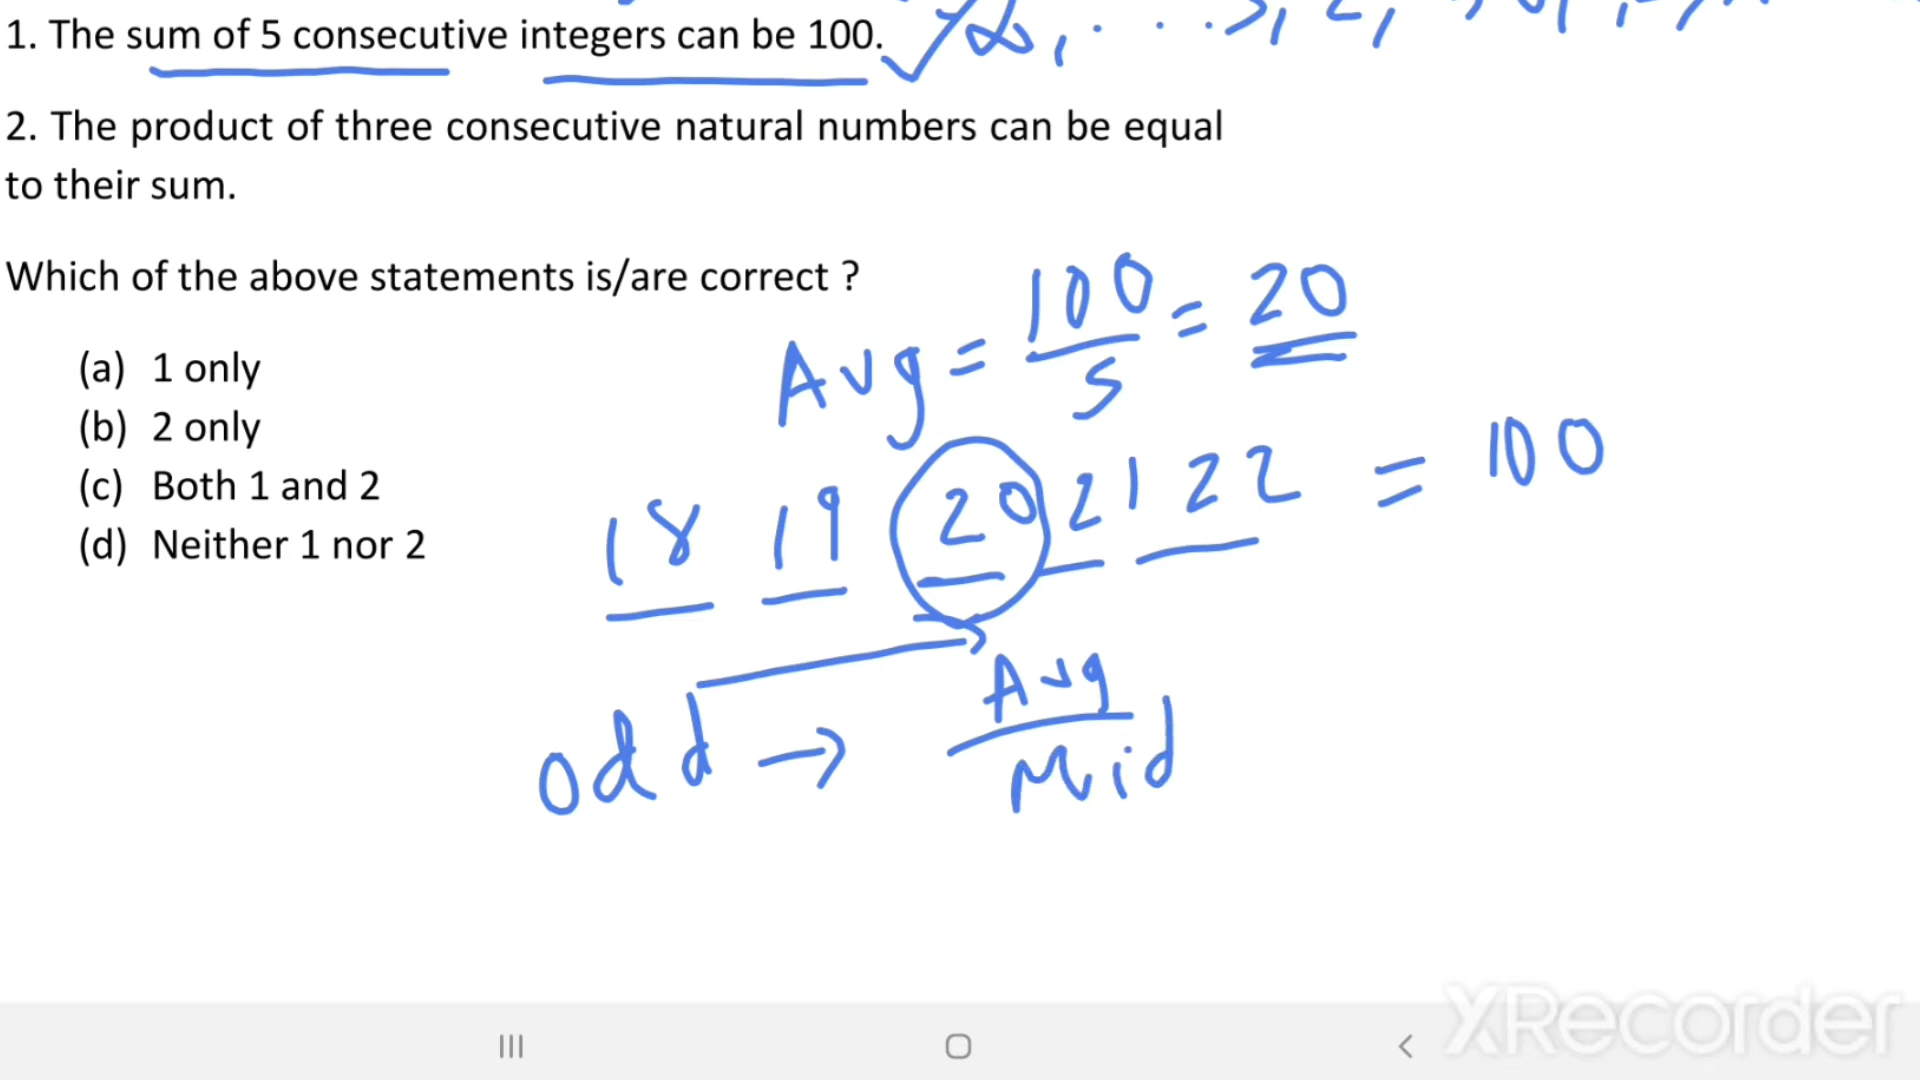 1. The sum of 5 consecutive integers can be 100.
2. The product of three consecutive natural numbers can be equal
to their sum.
Which of the above statements is/are correct ?
(a) 1 only
(b) 2 only
(c) Both 1 and 2
(d) Neither 1 nor 2
Avg = 100/5 = 20
18 19 20 21 22 = 100
odd → Avg/Mid
XRecorder